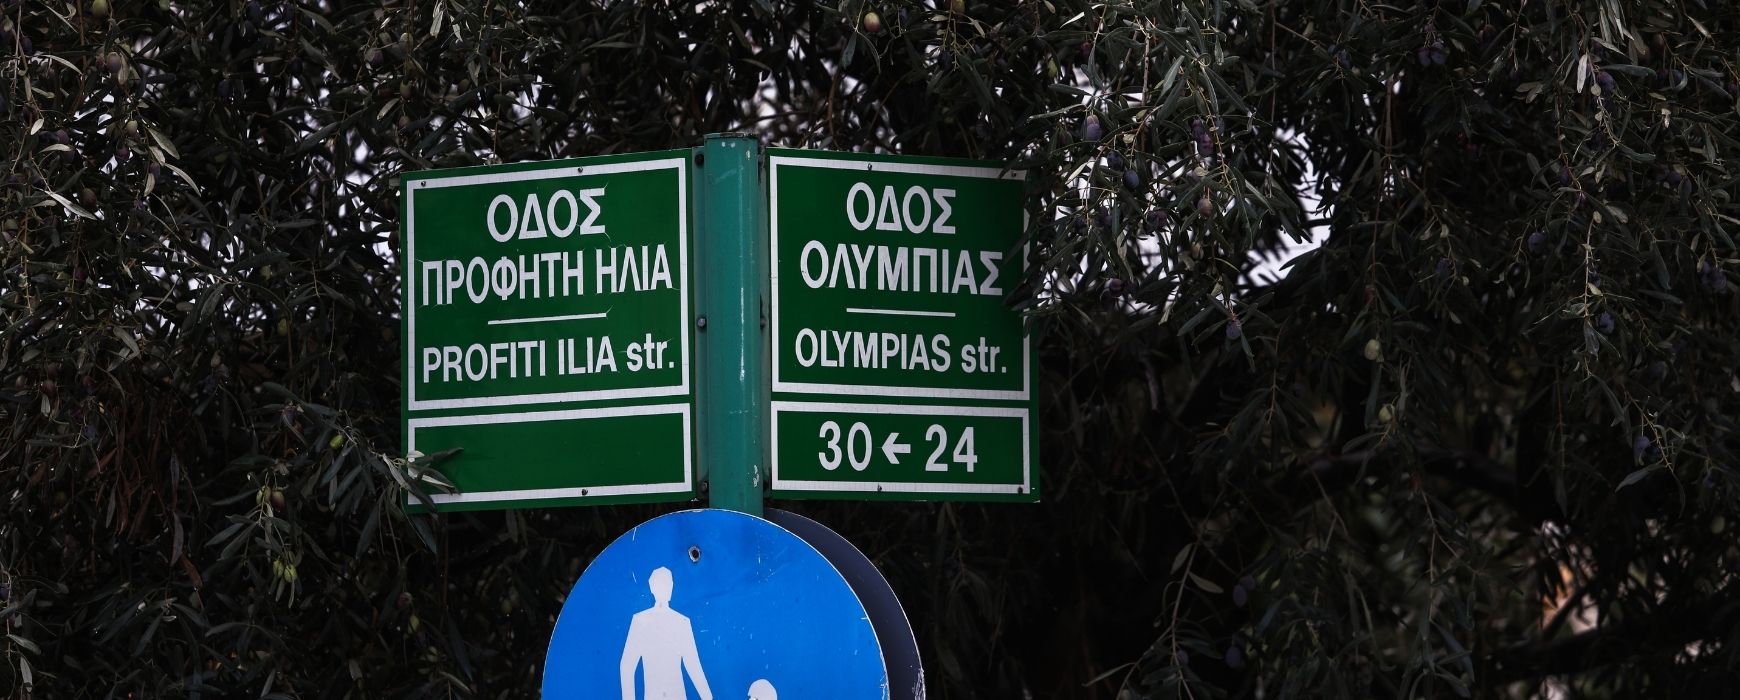 ΟΔΟΣ
ΠΡΟΦΗΤΗ ΗΛΙΑ
PROFITI ILIA str.
ΟΔΟΣ
ΟΛΥΜΠΙΑΣ
OLYMPIAS str.
30←24